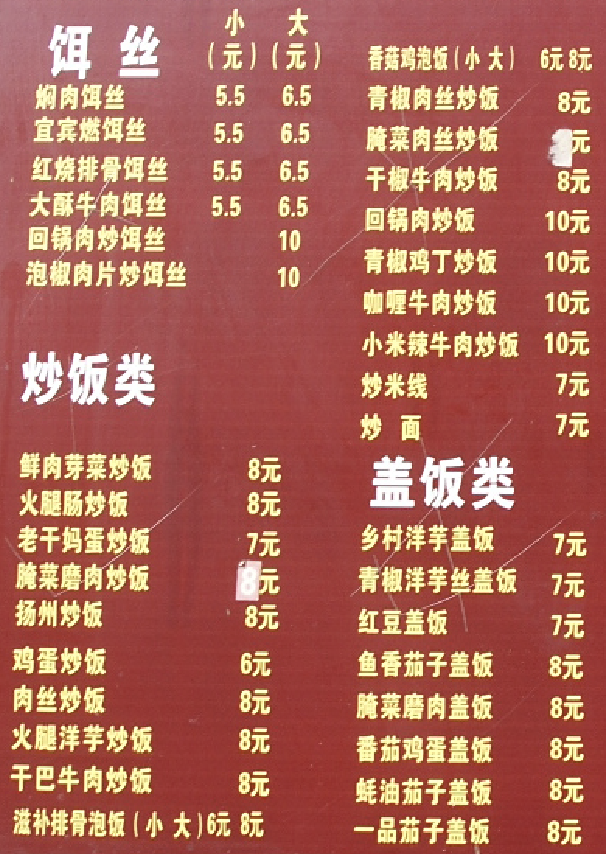 饵丝 小(元) 大(元)
焖肉饵丝 5.5 6.5
宜宾燃饵丝 5.5 6.5
红烧排骨饵丝 5.5 6.5
大酥牛肉饵丝 5.5 6.5
回锅肉炒饵丝 10
泡椒肉片炒饵丝 10
炒饭类
鲜肉芽菜炒饭 8元
火腿肠炒饭 8元
老干妈蛋炒饭 7元
腌菜磨肉炒饭 8元
扬州炒饭 8元
鸡蛋炒饭 6元
肉丝炒饭 8元
火腿洋芋炒饭 8元
干巴牛肉炒饭 8元
滋补排骨泡饭(小 大)6元 8元
香菇鸡泡饭(小 大) 6元 8元
青椒肉丝炒饭 8元
腌菜肉丝炒饭 元
干椒牛肉炒饭 8元
回锅肉炒饭 10元
青椒鸡丁炒饭 10元
咖喱牛肉炒饭 10元
小米辣牛肉炒饭 10元
炒米线 7元
炒 面 7元
盖饭类
乡村洋芋盖饭 7元
青椒洋芋丝盖饭 7元
红豆盖饭 7元
鱼香茄子盖饭 8元
腌菜磨肉盖饭 8元
番茄鸡蛋盖饭 8元
蚝油茄子盖饭 8元
一品茄子盖饭 8元